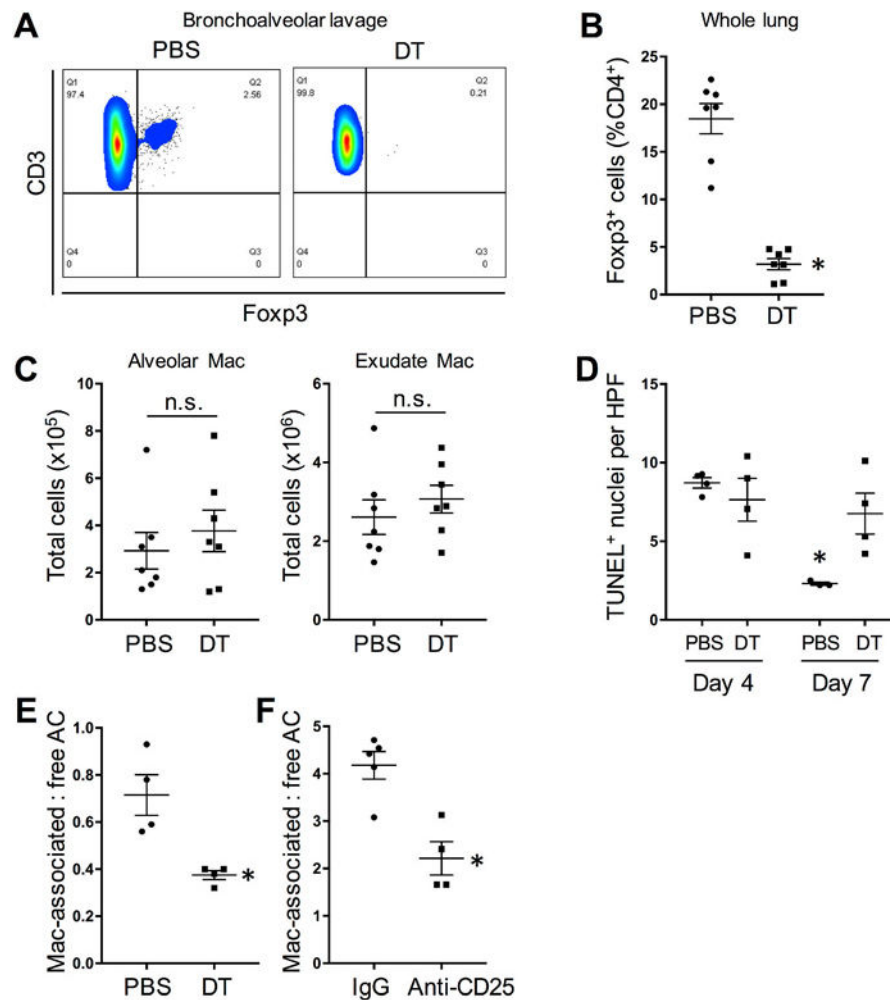 A
Bronchoalveolar lavage
PBS
DT
Q1
97.4
Q2
2.56
Q4
0
Q3
0
Q1
99.8
Q2
0.21
Q4
0
Q3
0
CD3
Foxp3
B
Whole lung
Foxp3+ cells (%CD4+)
25
20
15
10
5
0
*
PBS
DT
C
Alveolar Mac
Total cells (x10⁵)
10
8
6
4
2
0
n.s.
PBS
DT
Exudate Mac
Total cells (x10⁶)
6
4
2
0
n.s.
PBS
DT
D
TUNEL+ nuclei per HPF
15
10
5
0
*
PBS DT PBS DT
Day 4 Day 7
E
Mac-associated : free AC
1.0
0.8
0.6
0.4
0.2
0.0
*
PBS
DT
F
Mac-associated : free AC
5
4
3
2
1
0
*
IgG Anti-CD25